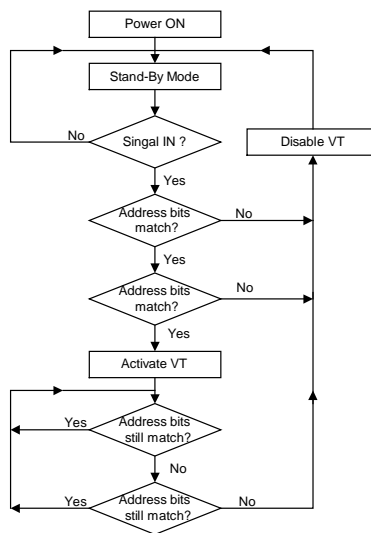 Power ON
Stand-By Mode
No
Singal IN ?
Disable VT
Yes
Address bits
match?
No
Yes
Address bits
match?
No
Yes
Activate VT
Yes
Address bits
still match?
No
Yes
Address bits
still match?
No